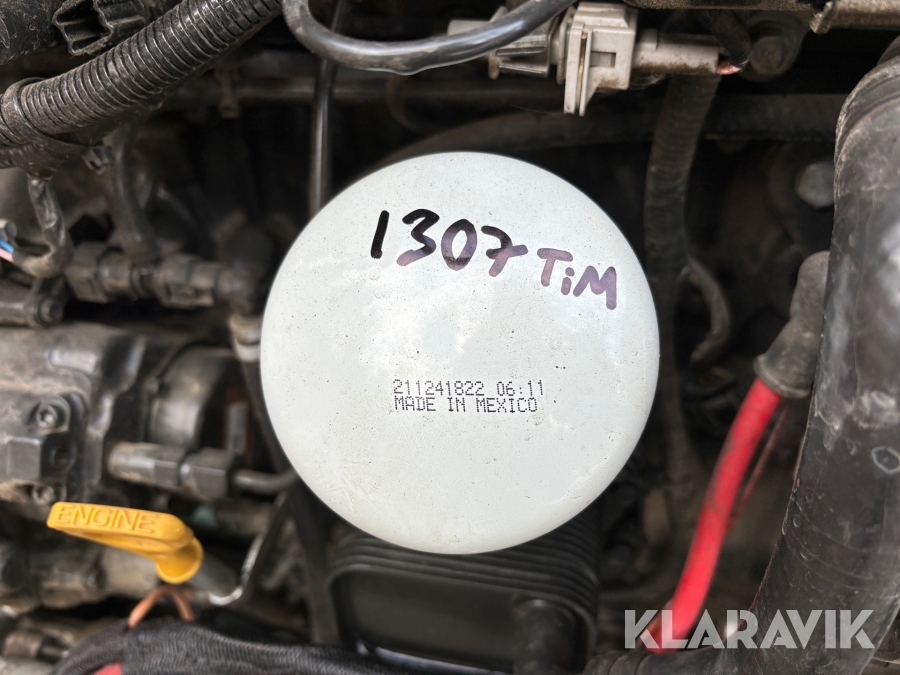 1307 TiM
211241822 06:11
MADE IN MEXICO
ENGINE
KLARAVIK